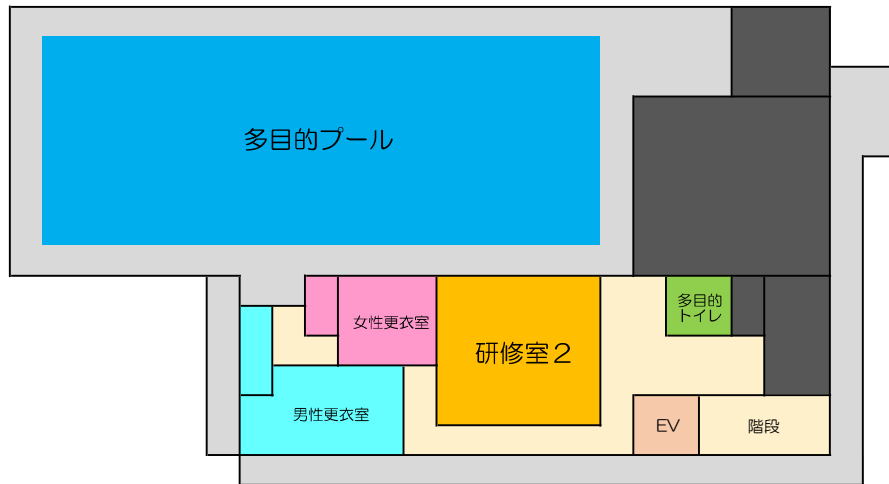 多目的プール
多目的
トイレ
女性更衣室
研修室２
男性更衣室
EV
階段